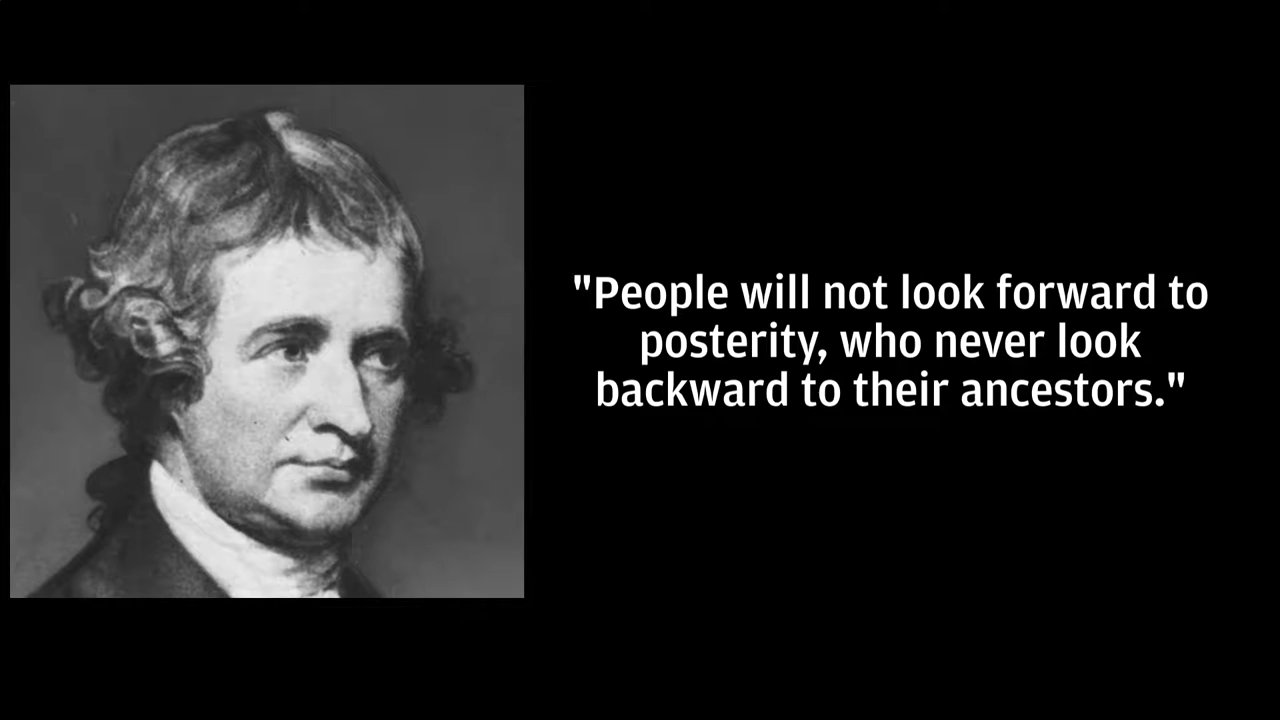 "People will not look forward to
posterity, who never look
backward to their ancestors."